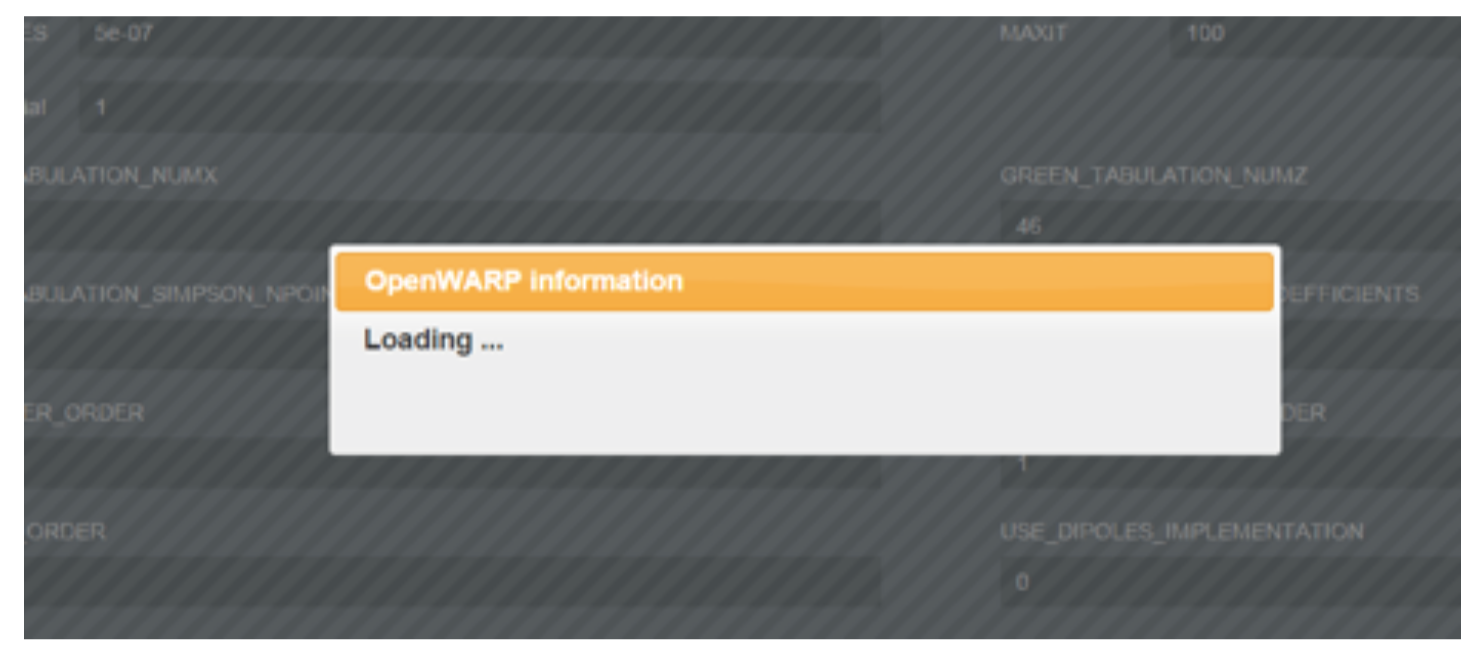 ES 5e-07 MAXIT 100
ial 1
ABULATION_NUMX GREEN_TABULATION_NUMZ
46
OpenWARP information
ABULATION_SIMPSON_NPOIN EFFICIENTS
Loading ...
ER_ORDER DER
1
ORDER USE_DIPOLES_IMPLEMENTATION
0